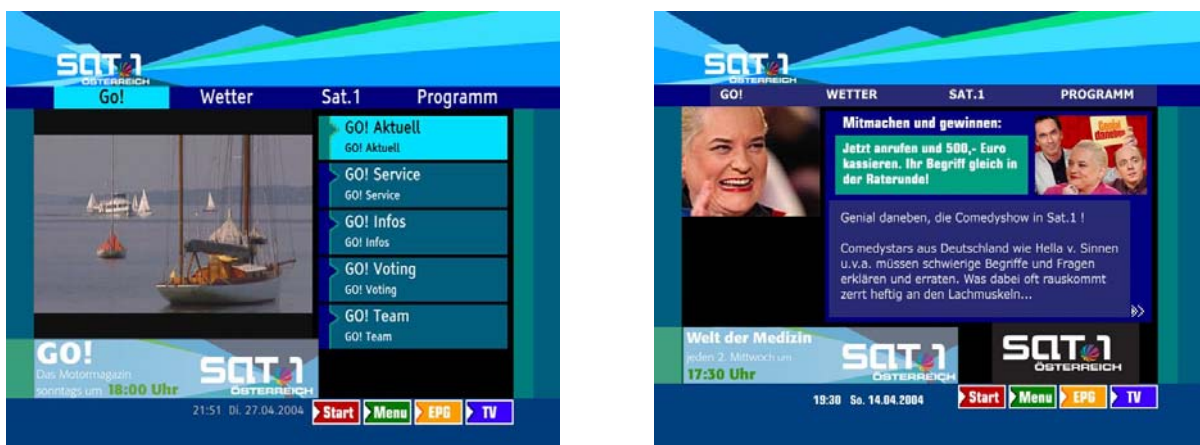 SAT.1
ÖSTERREICH
Go! Wetter Sat.1 Programm
GO! Aktuell
GO! Aktuell
GO! Service
GO! Service
GO! Infos
GO! Infos
GO! Voting
GO! Voting
GO! Team
GO! Team
GO!
Das Motormagazin
sonntags um 18:00 Uhr
SAT.1
ÖSTERREICH
21:51 Di. 27.04.2004 Start Menu EPG TV
SAT.1
ÖSTERREICH
GO! WETTER SAT.1 PROGRAMM
Mitmachen und gewinnen:
Jetzt anrufen und 500,- Euro
kassieren. Ihr Begriff gleich in
der Raterunde!
Genial
daneben
Genial daneben, die Comedyshow in Sat.1 !
Comedystars aus Deutschland wie Hella v. Sinnen
u.v.a. müssen schwierige Begriffe und Fragen
erklären und erraten. Was dabei oft rauskommt
zerrt heftig an den Lachmuskeln...
Welt der Medizin
jeden 2. Mittwoch um
17:30 Uhr
SAT.1
ÖSTERREICH
SAT.1
ÖSTERREICH
19:30 So. 14.04.2004 Start Menu EPG TV